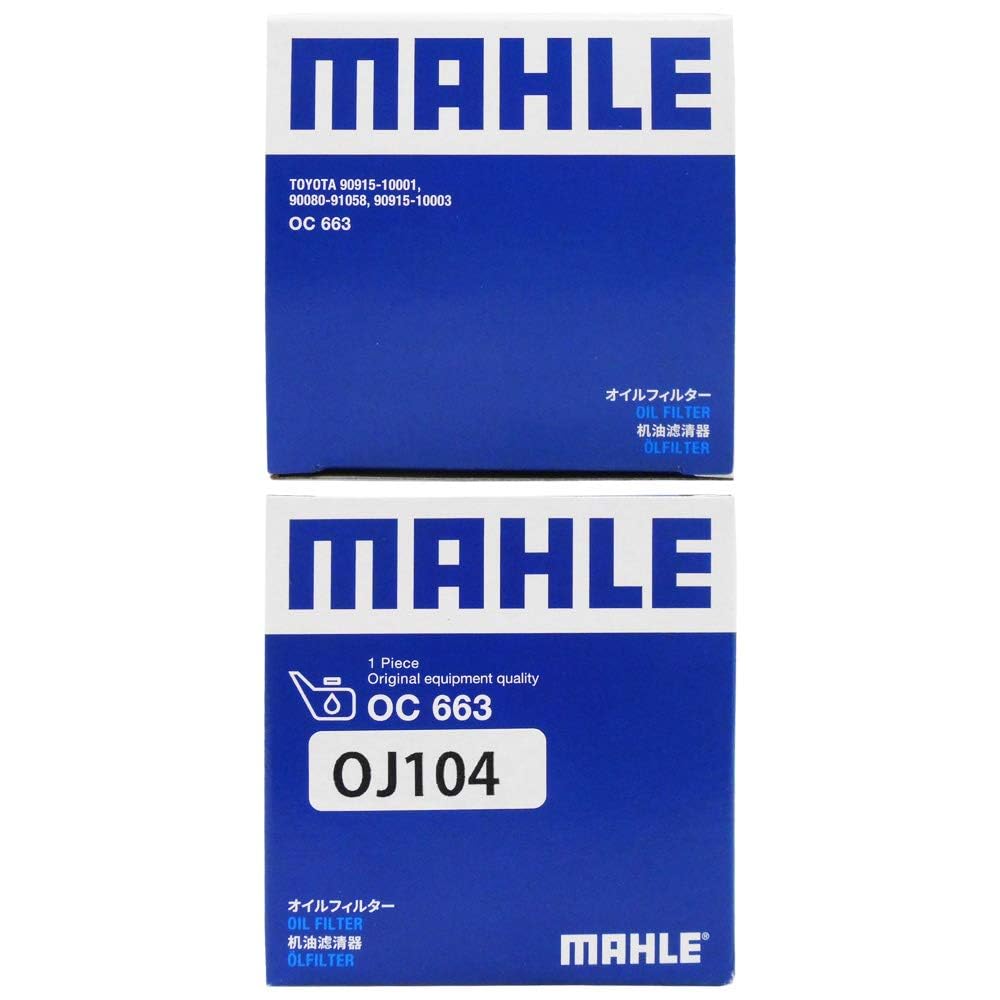 MAHLE
TOYOTA 90915-10001,
90080-91058, 90915-10003
OC 663
オイルフィルター
OIL FILTER
机油滤清器
ÖLFILTER
MAHLE
1 Piece
Original equipment quality
OC 663
OJ104
オイルフィルター
OIL FILTER
机油滤清器
ÖLFILTER
MAHLE®